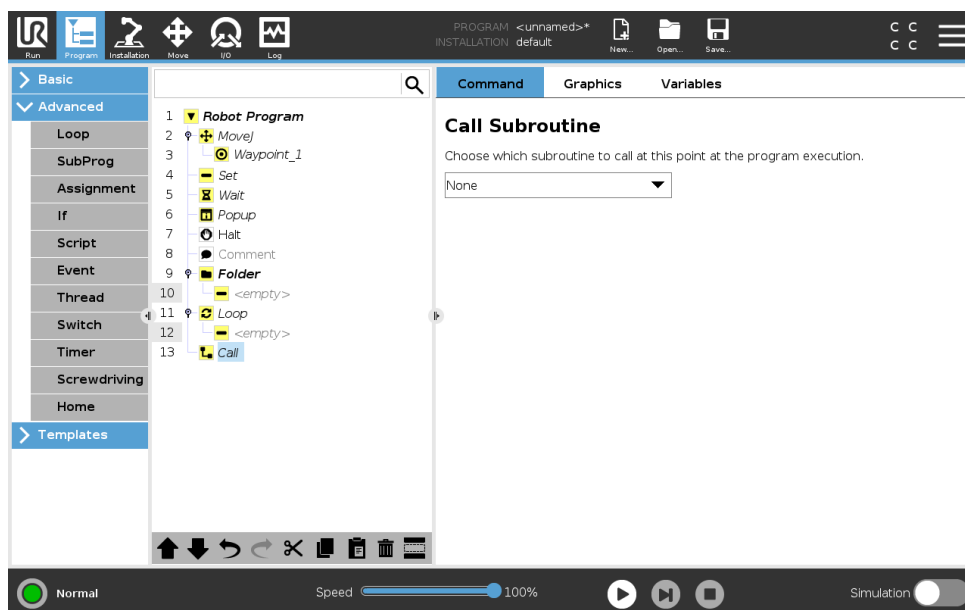 PROGRAM <unnamed>*
INSTALLATION default
UR
Run
Program
Installation
Move
I/O
Log
New...
Open...
Save...
C C
C C
Basic
Advanced
Loop
SubProg
Assignment
If
Script
Event
Thread
Switch
Timer
Screwdriving
Home
Templates
1 Robot Program
2 MoveJ
3 Waypoint_1
4 Set
5 Wait
6 Popup
7 Halt
8 Comment
9 Folder
10 <empty>
11 Loop
12 <empty>
13 Call
Command Graphics Variables
Call Subroutine
Choose which subroutine to call at this point at the program execution.
None
Normal
Speed 100%
Simulation